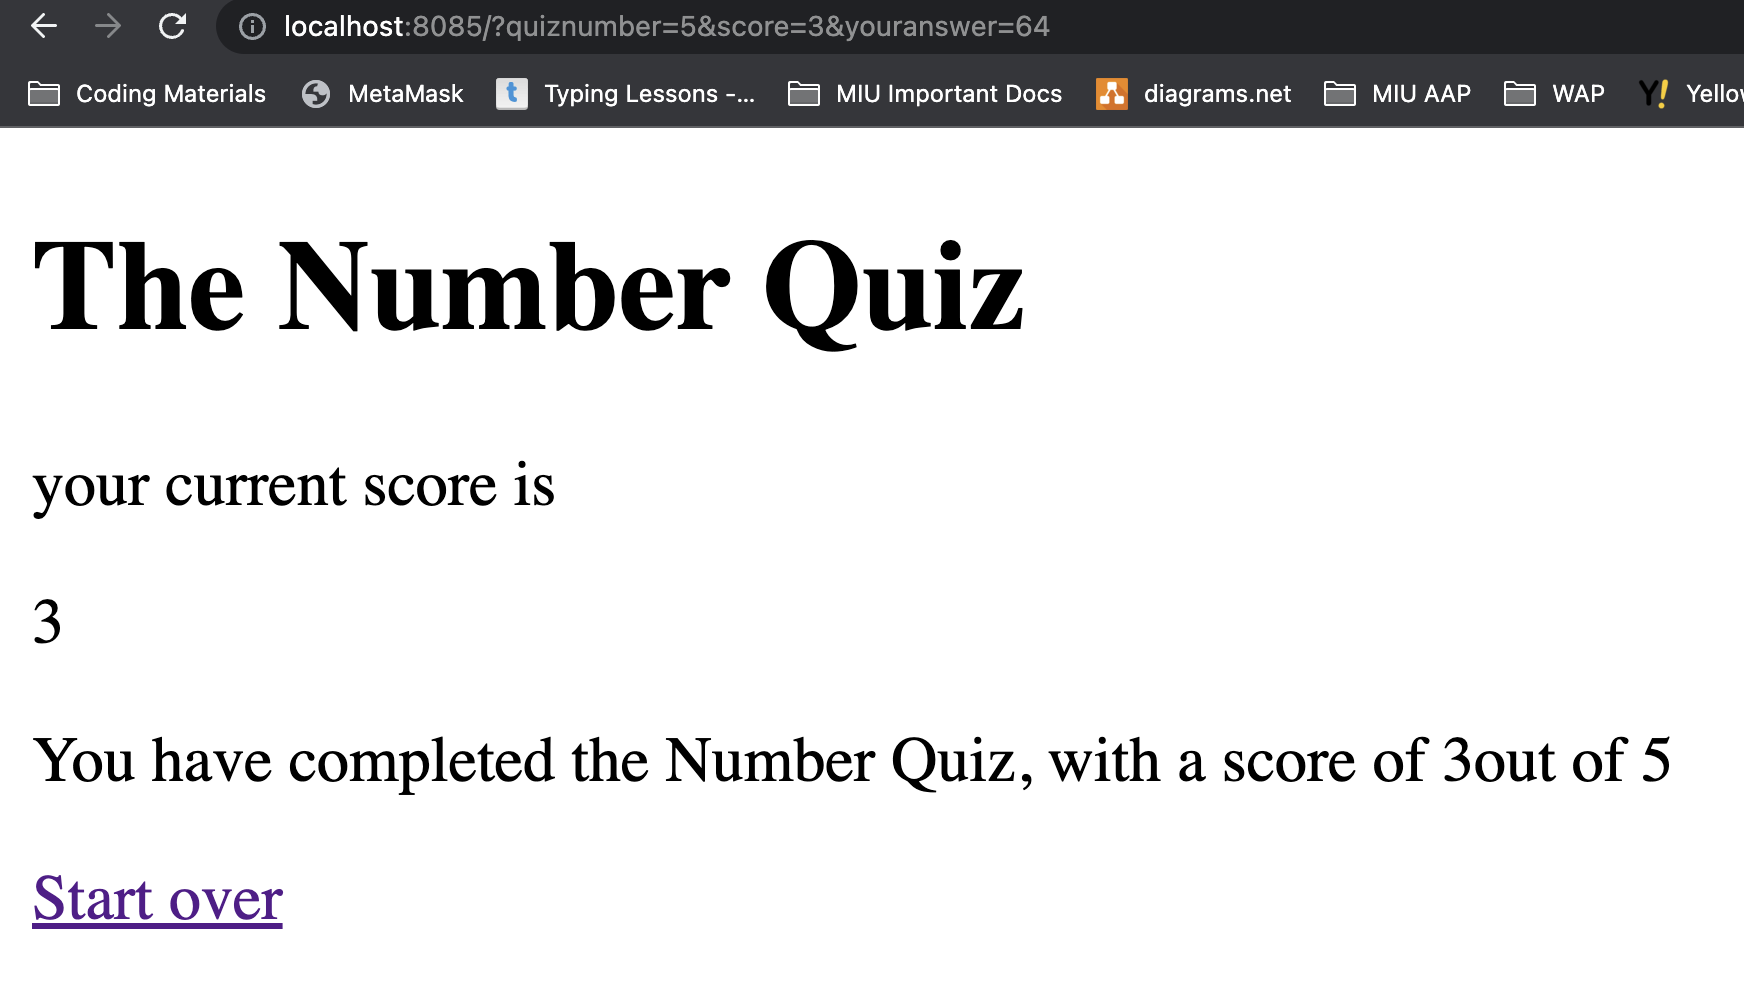 localhost:8085/?quiznumber=5&score=3&youranswer=64
Coding Materials MetaMask t Typing Lessons -... MIU Important Docs diagrams.net MIU AAP WAP Y! Yellow
The Number Quiz
your current score is
3
You have completed the Number Quiz, with a score of 3out of 5
Start over